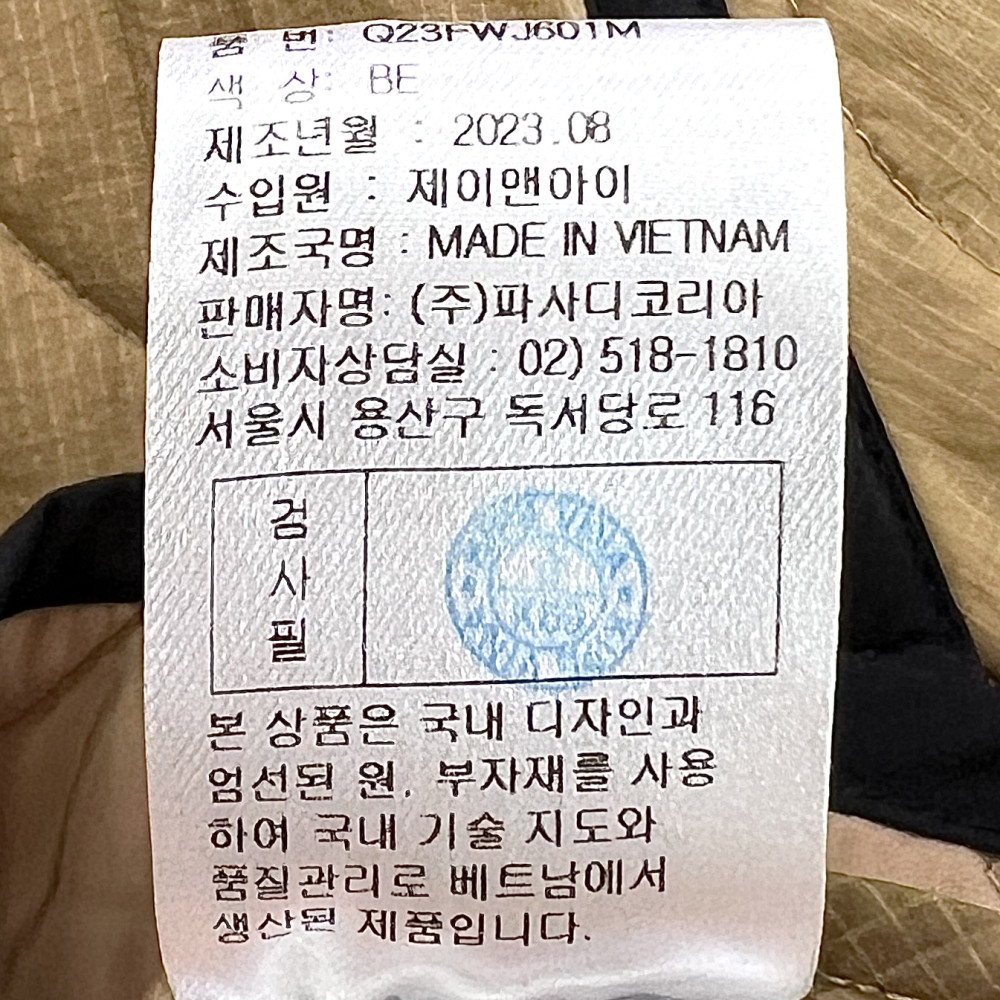 품 번: Q23FWJ601M
색 상: BE
제조년월 : 2023.08
수입원 : 제이앤아이
제조국명 : MADE IN VIETNAM
판매자명: (주)파사디코리아
소비자상담실 : 02) 518-1810
서울시 용산구 독서당로 116
검
사
필
본 상품은 국내 디자인과
엄선된 원, 부자재를 사용
하여 국내 기술 지도와
품질관리로 베트남에서
생산된 제품입니다.